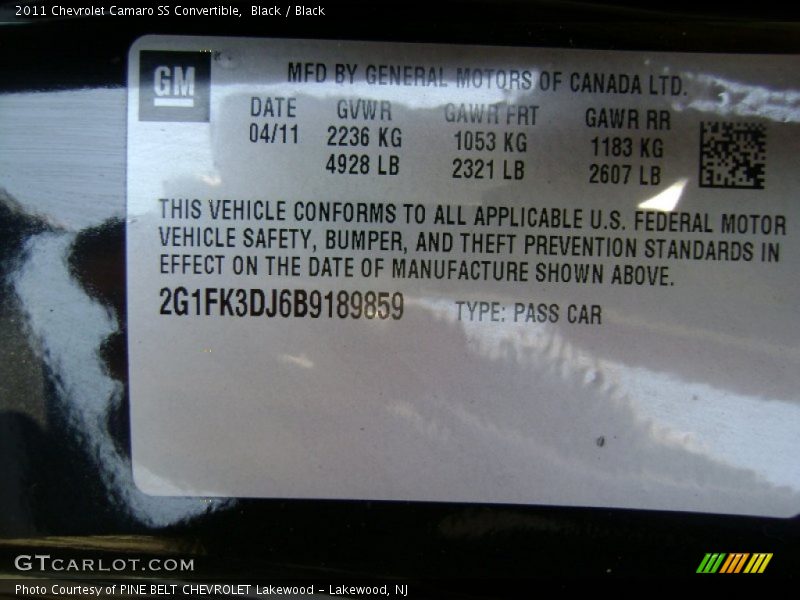 2011 Chevrolet Camaro SS Convertible, Black / Black
GM
MFD BY GENERAL MOTORS OF CANADA LTD.
DATE GVWR GAWR FRT GAWR RR
04/11 2236 KG 1053 KG 1183 KG
4928 LB 2321 LB 2607 LB
THIS VEHICLE CONFORMS TO ALL APPLICABLE U.S. FEDERAL MOTOR
VEHICLE SAFETY, BUMPER, AND THEFT PREVENTION STANDARDS IN
EFFECT ON THE DATE OF MANUFACTURE SHOWN ABOVE.
2G1FK3DJ6B9189859 TYPE: PASS CAR
GTCARLOT.COM
Photo Courtesy of PINE BELT CHEVROLET Lakewood - Lakewood, NJ